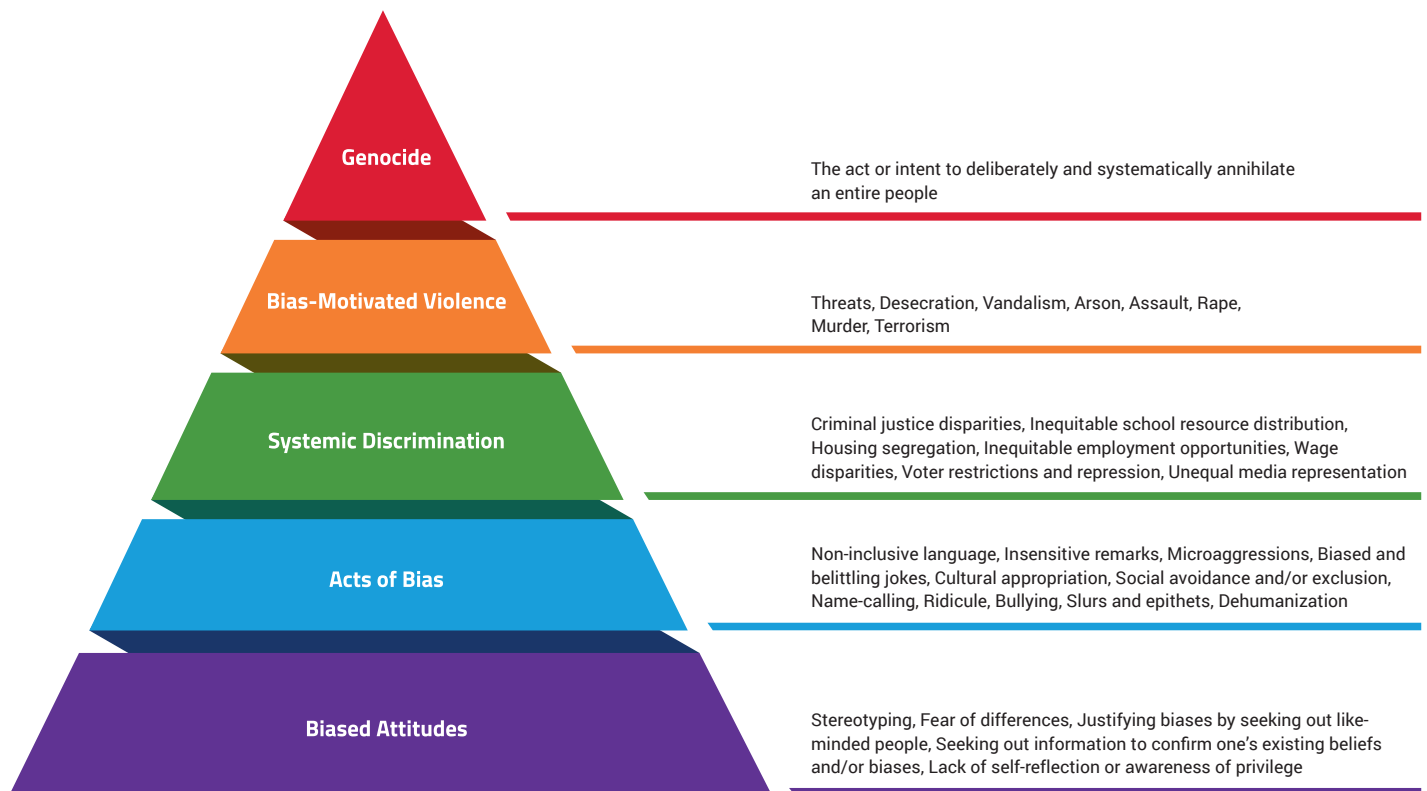 Genocide
The act or intent to deliberately and systematically annihilate
an entire people
Bias-Motivated Violence
Threats, Desecration, Vandalism, Arson, Assault, Rape,
Murder, Terrorism
Systemic Discrimination
Criminal justice disparities, Inequitable school resource distribution,
Housing segregation, Inequitable employment opportunities, Wage
disparities, Voter restrictions and repression, Unequal media representation
Acts of Bias
Non-inclusive language, Insensitive remarks, Microaggressions, Biased and
belittling jokes, Cultural appropriation, Social avoidance and/or exclusion,
Name-calling, Ridicule, Bullying, Slurs and epithets, Dehumanization
Biased Attitudes
Stereotyping, Fear of differences, Justifying biases by seeking out like-
minded people, Seeking out information to confirm one’s existing beliefs
and/or biases, Lack of self-reflection or awareness of privilege